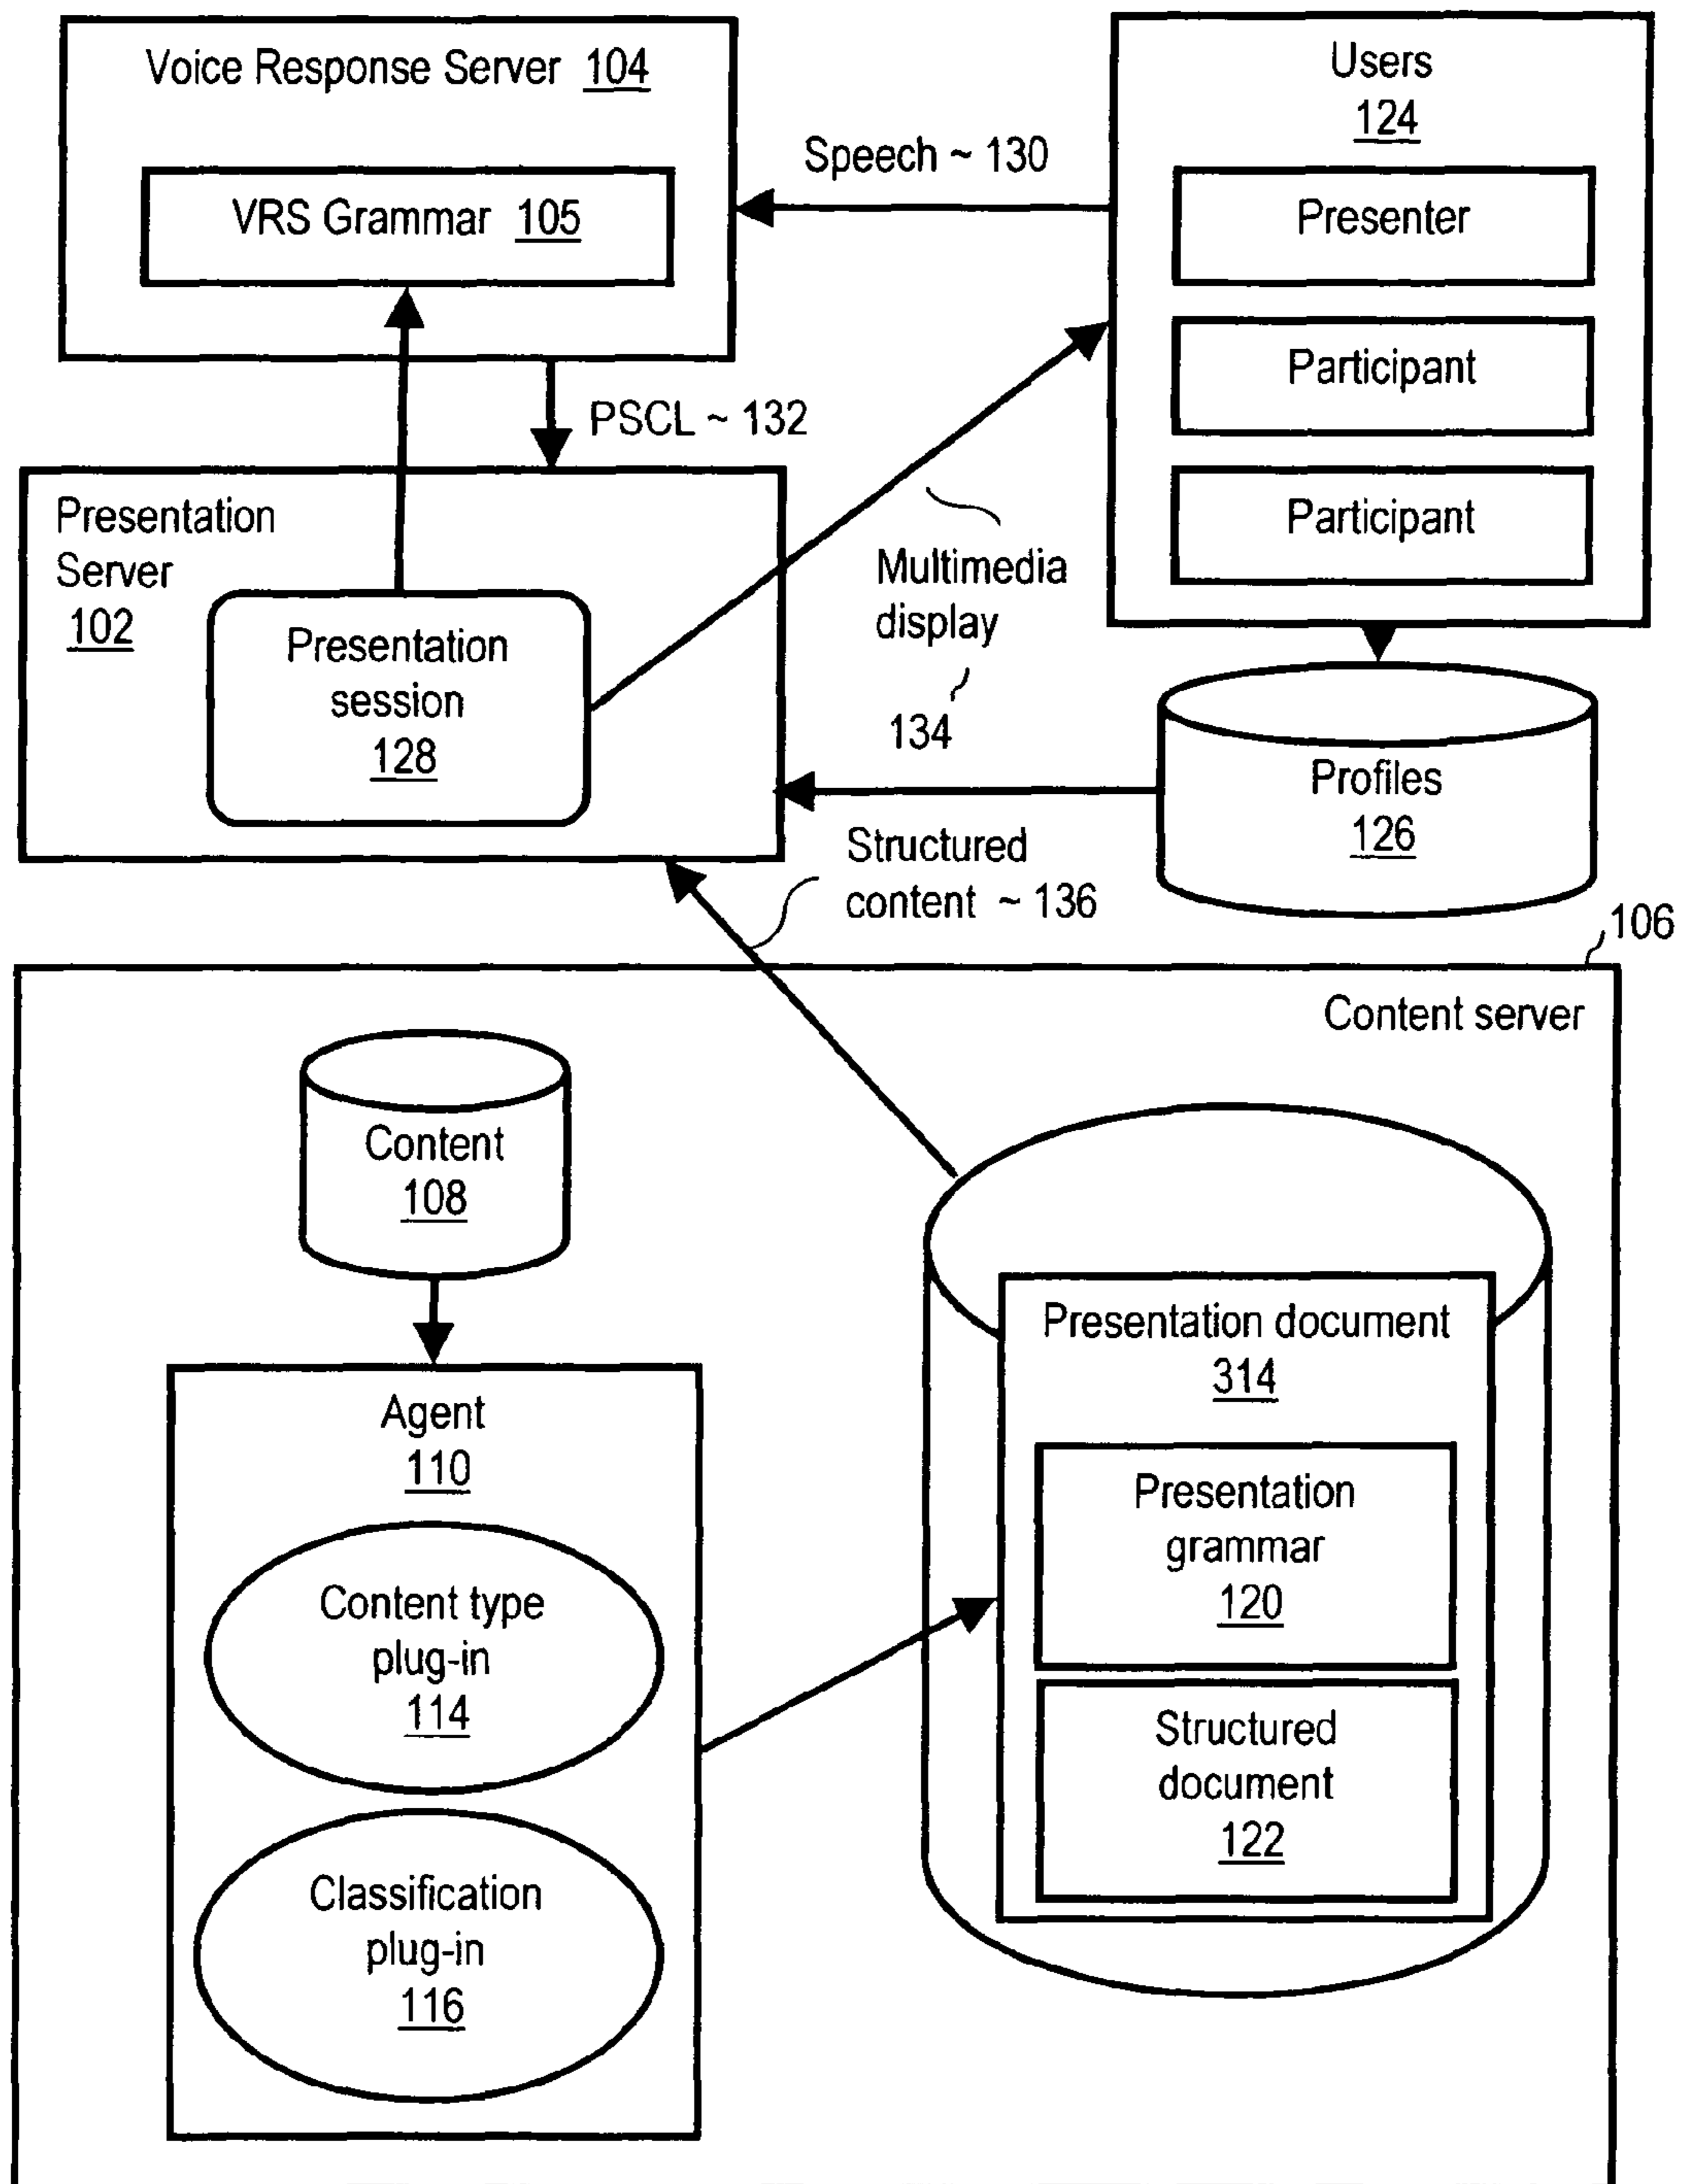 Voice Response Server 104
VRS Grammar 105
Users
124
Presenter
Participant
Participant
Speech ~ 130
PSCL ~ 132
Presentation
Server
102
Presentation
session
128
Multimedia
display
134
Profiles
126
Structured
content ~ 136
106
Content server
Content
108
Agent
110
Content type
plug-in
114
Classification
plug-in
116
Presentation document
314
Presentation
grammar
120
Structured
document
122